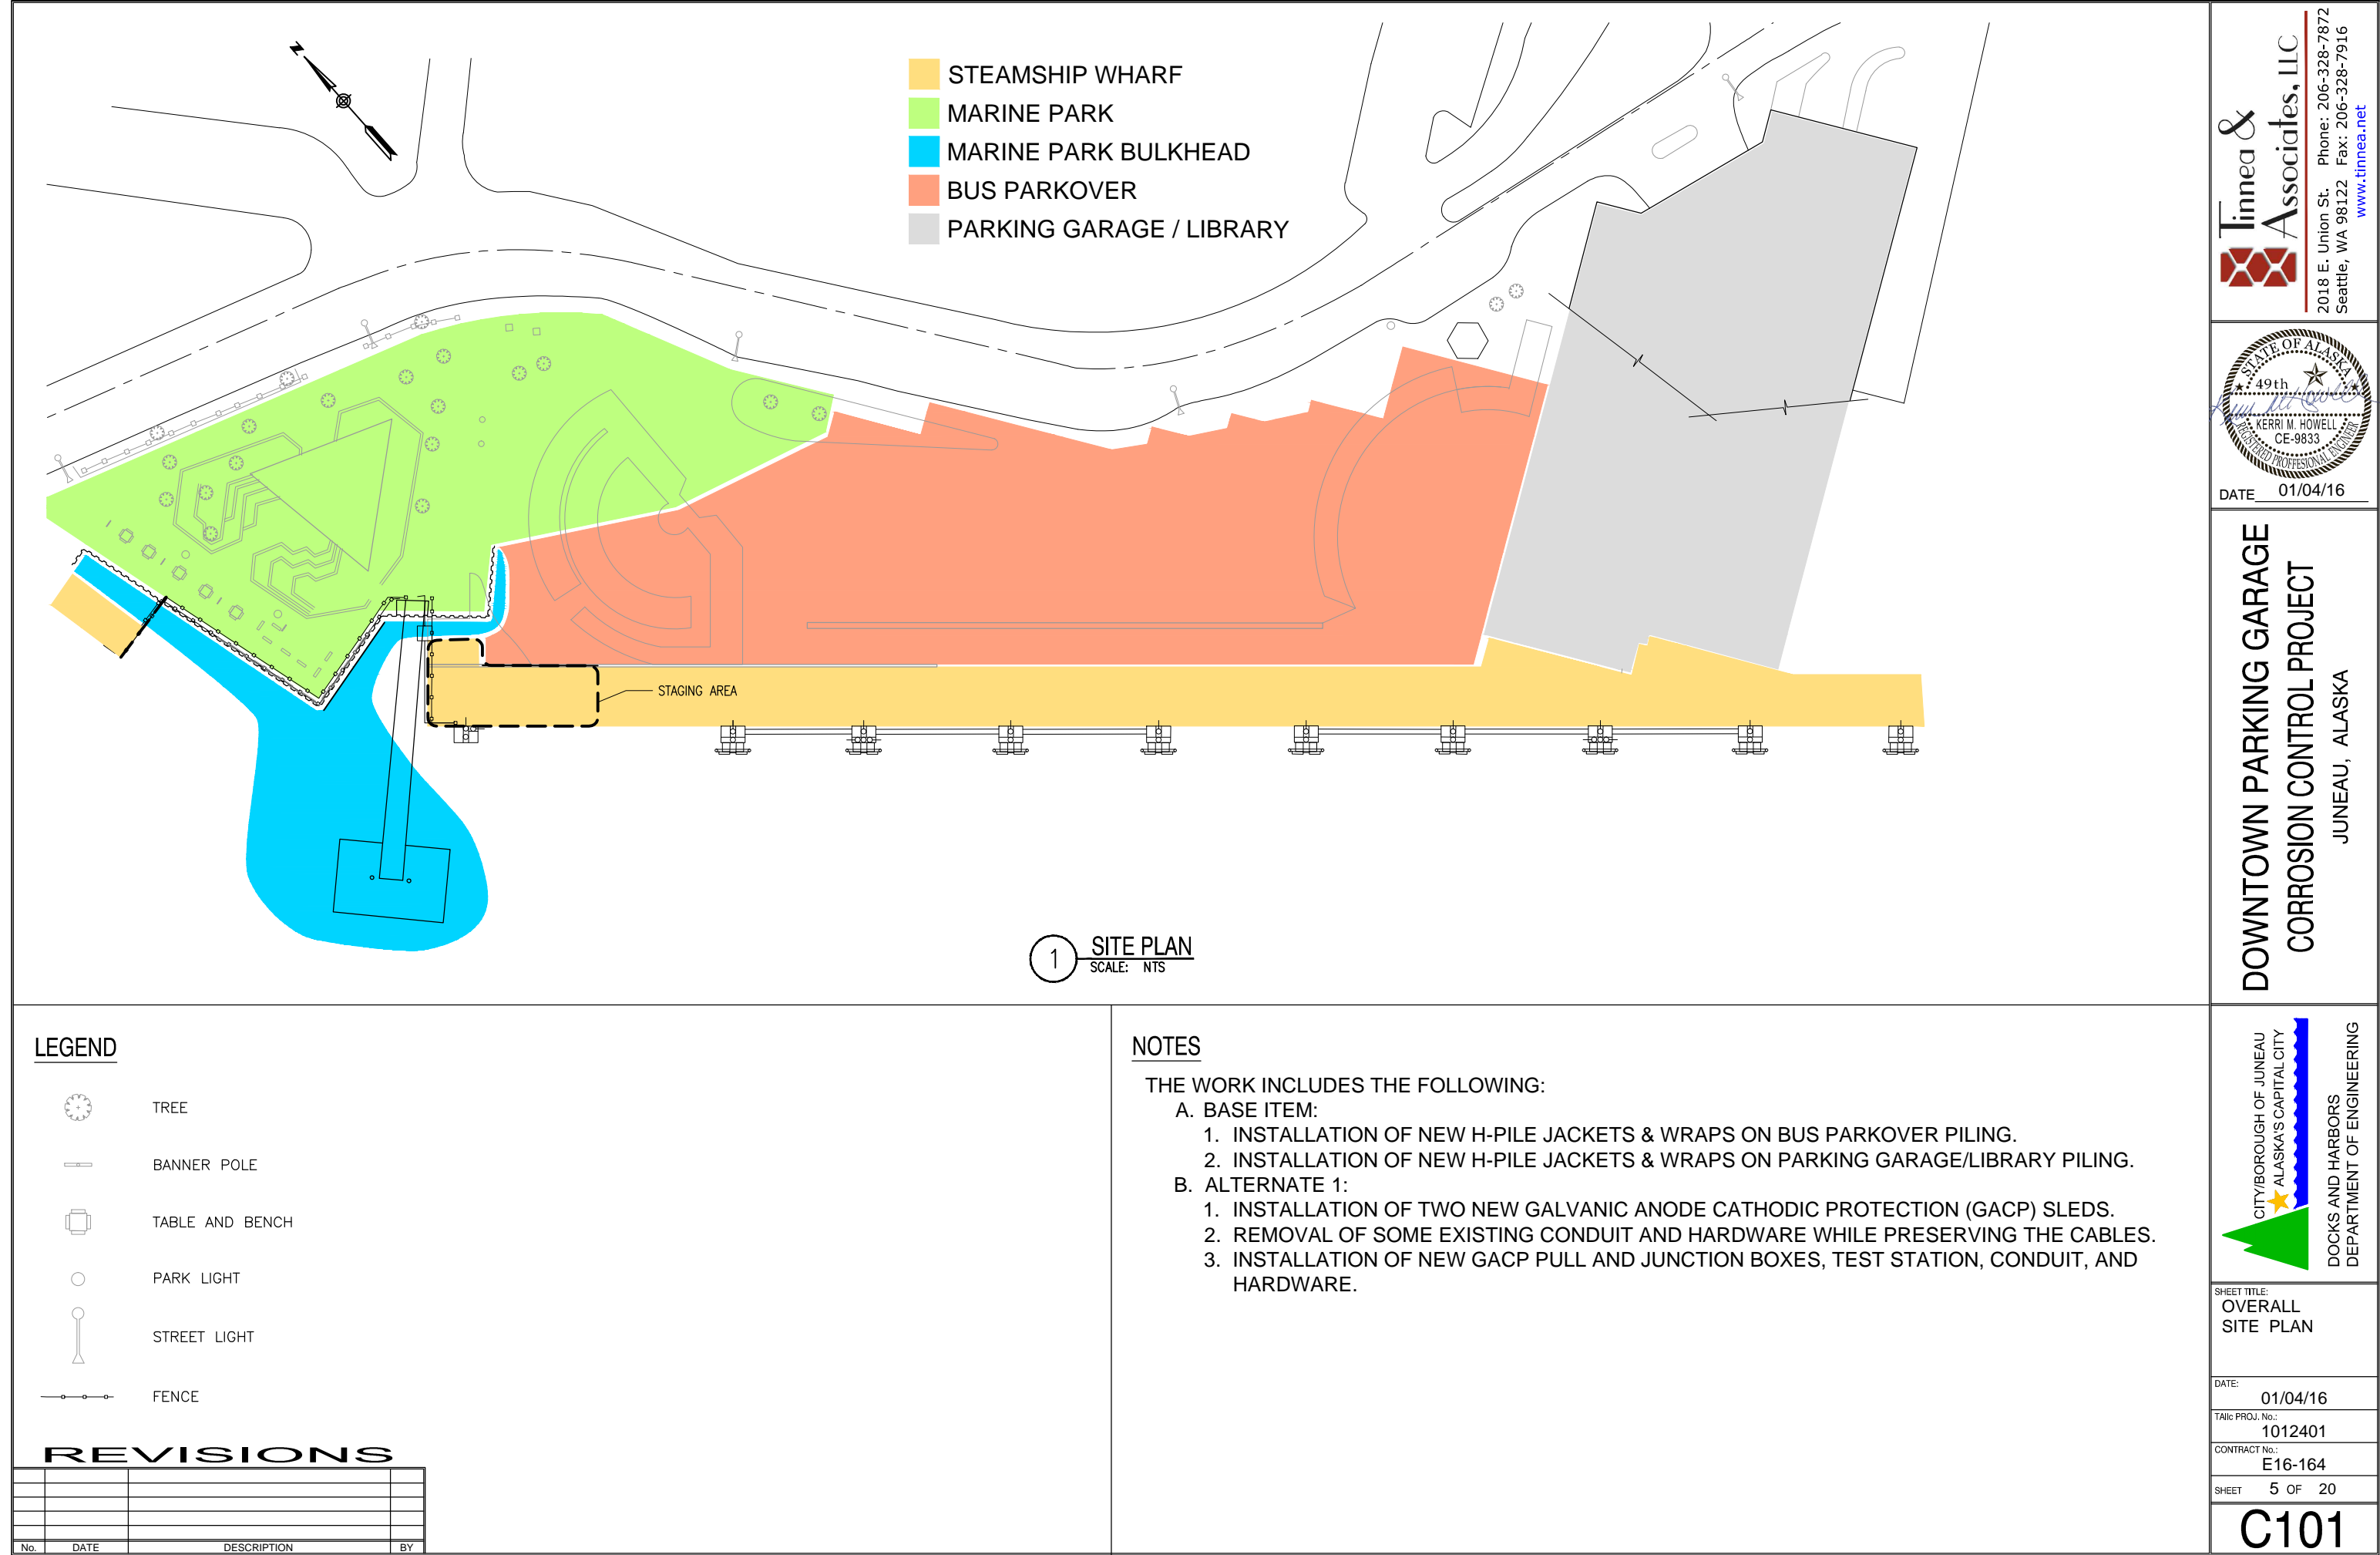 N
STEAMSHIP WHARF
MARINE PARK
MARINE PARK BULKHEAD
BUS PARKOVER
PARKING GARAGE / LIBRARY
STAGING AREA
1
SITE PLAN
SCALE: NTS
LEGEND
TREE
BANNER POLE
TABLE AND BENCH
PARK LIGHT
STREET LIGHT
FENCE
REVISIONS
No. DATE DESCRIPTION BY
NOTES
THE WORK INCLUDES THE FOLLOWING:
A. BASE ITEM:
1. INSTALLATION OF NEW H-PILE JACKETS & WRAPS ON BUS PARKOVER PILING.
2. INSTALLATION OF NEW H-PILE JACKETS & WRAPS ON PARKING GARAGE/LIBRARY PILING.
B. ALTERNATE 1:
1. INSTALLATION OF TWO NEW GALVANIC ANODE CATHODIC PROTECTION (GACP) SLEDS.
2. REMOVAL OF SOME EXISTING CONDUIT AND HARDWARE WHILE PRESERVING THE CABLES.
3. INSTALLATION OF NEW GACP PULL AND JUNCTION BOXES, TEST STATION, CONDUIT, AND
HARDWARE.
Tinnea &
Associates, LLC
2018 E. Union St. Phone: 206-328-7872
Seattle, WA 98122 Fax: 206-328-7916
www.tinnea.net
STATE OF ALASKA
49th
KERRI M. HOWELL
CE-9833
REGISTERED PROFFESIONAL ENGINEER
DATE 01/04/16
DOWNTOWN PARKING GARAGE
CORROSION CONTROL PROJECT
JUNEAU, ALASKA
CITY/BOROUGH OF JUNEAU
ALASKA'S CAPITAL CITY
DOCKS AND HARBORS
DEPARTMENT OF ENGINEERING
SHEET TITLE:
OVERALL
SITE PLAN
DATE:
01/04/16
TAllc PROJ. No.:
1012401
CONTRACT No.:
E16-164
SHEET 5 OF 20
C101